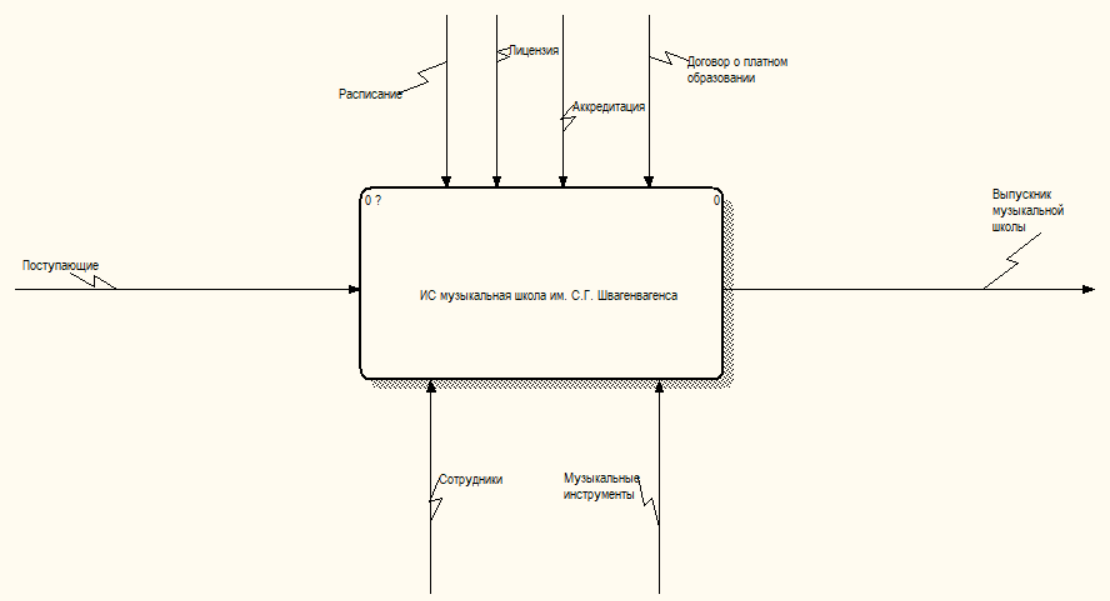 Лицензия
Договор о платном
образовании
Расписание
Аккредитация
0 ?
0
Выпускник
музыкальной
школы
Поступающие
ИС музыкальная школа им. С.Г. Швагенвагенса
Сотрудники
Музыкальные
инструменты